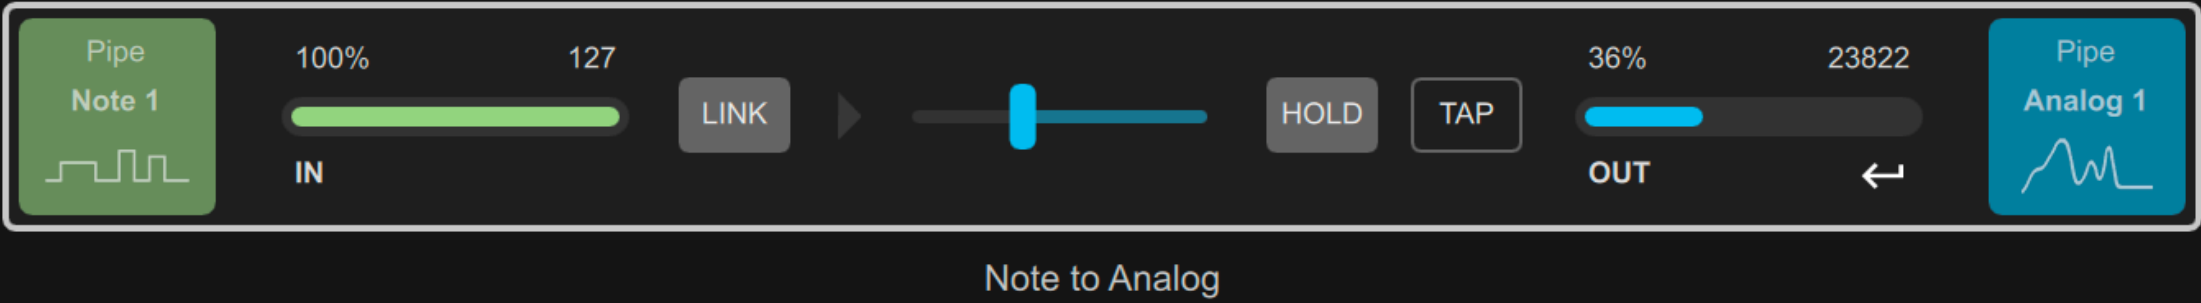 Pipe
Note 1
100% 127
IN
LINK
HOLD
TAP
36% 23822
OUT
Pipe
Analog 1
Note to Analog